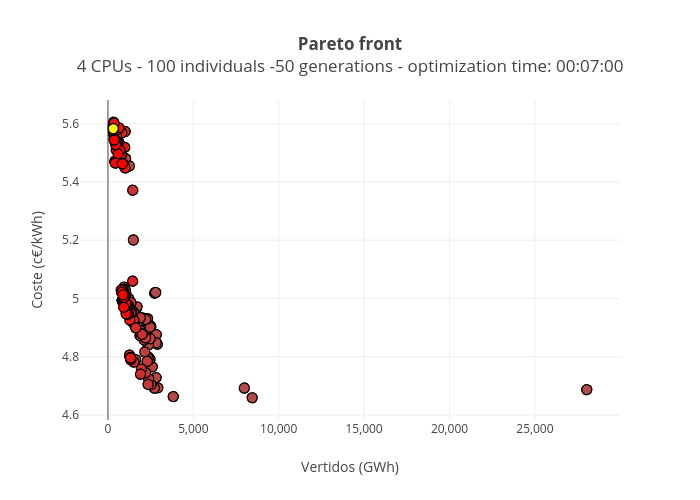 Pareto front
4 CPUs - 100 individuals -50 generations - optimization time: 00:07:00
5.6
5.4
5.2
5
4.8
4.6
Coste (c€/kWh)
0 5,000 10,000 15,000 20,000 25,000
Vertidos (GWh)